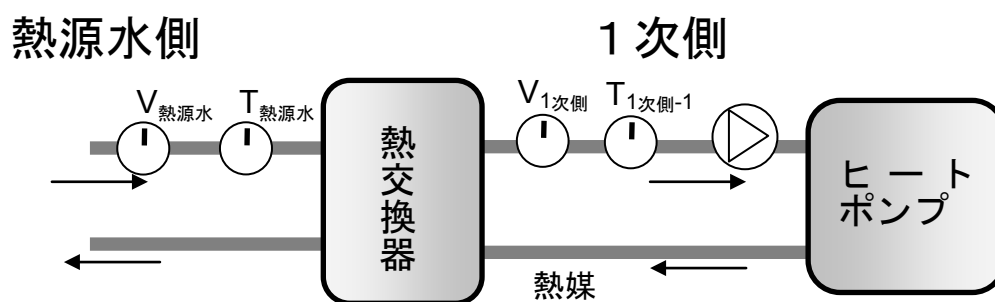 熱源水側
1次側
V熱源水
T熱源水
V1次側
T1次側-1
熱交換器
ヒート
ポンプ
熱媒